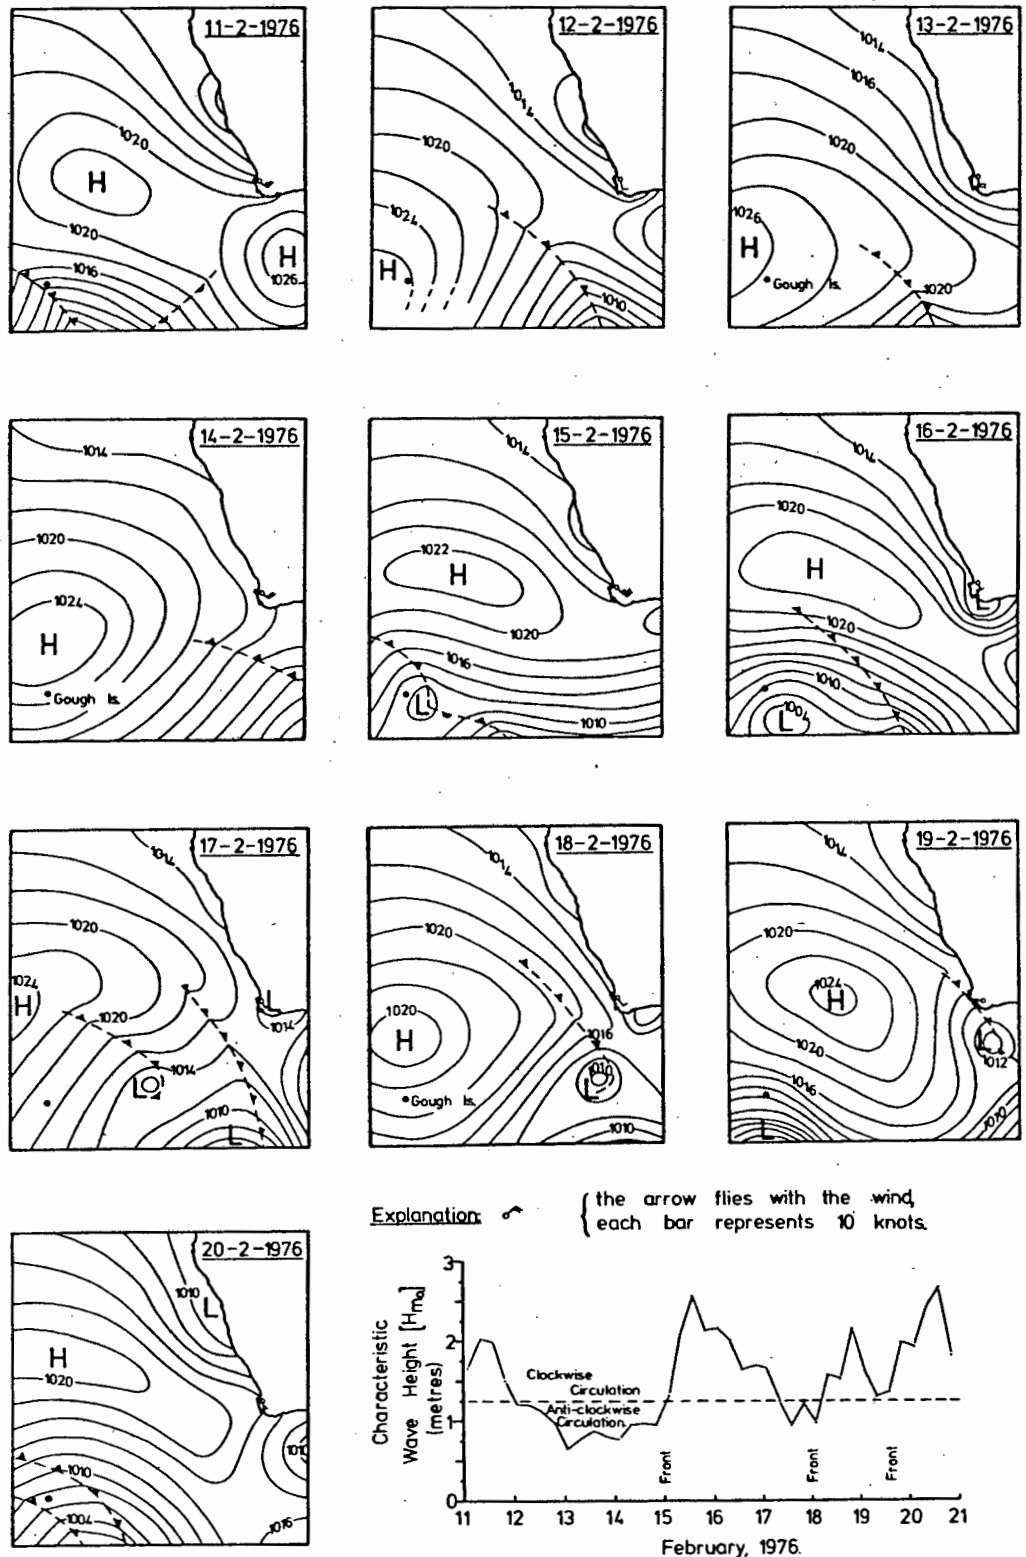 11-2-1976
1020
H
1020
1016
H
1026
12-2-1976
1014
1020
1024
H
1010
13-2-1976
1014
1016
1020
1026
H
Gough Is.
1020
14-2-1976
1014
1020
1024
H
Gough Is.
15-2-1976
1014
1022
H
1020
1016
L
1010
16-2-1976
1014
1020
H
L
1020
1010
1004
L
17-2-1976
1014
1020
1024
H
L
1020
1014
1014
L
1010
L
18-2-1976
1014
1020
1020
H
1016
1010
L
Gough Is.
1010
19-2-1976
1014
1020
1024
H
1020
L
1012
1016
1010
L
Explanation: the arrow flies with the wind,
each bar represents 10 knots.
20-2-1976
1010
L
H
1020
1010
1010
1004
1016
Characteristic
Wave Height [Hmo]
(metres)
3
2
1
0
Clockwise
Circulation
Anti-clockwise
Circulation.
Front
Front
Front
11 12 13 14 15 16 17 18 19 20 21
February, 1976.